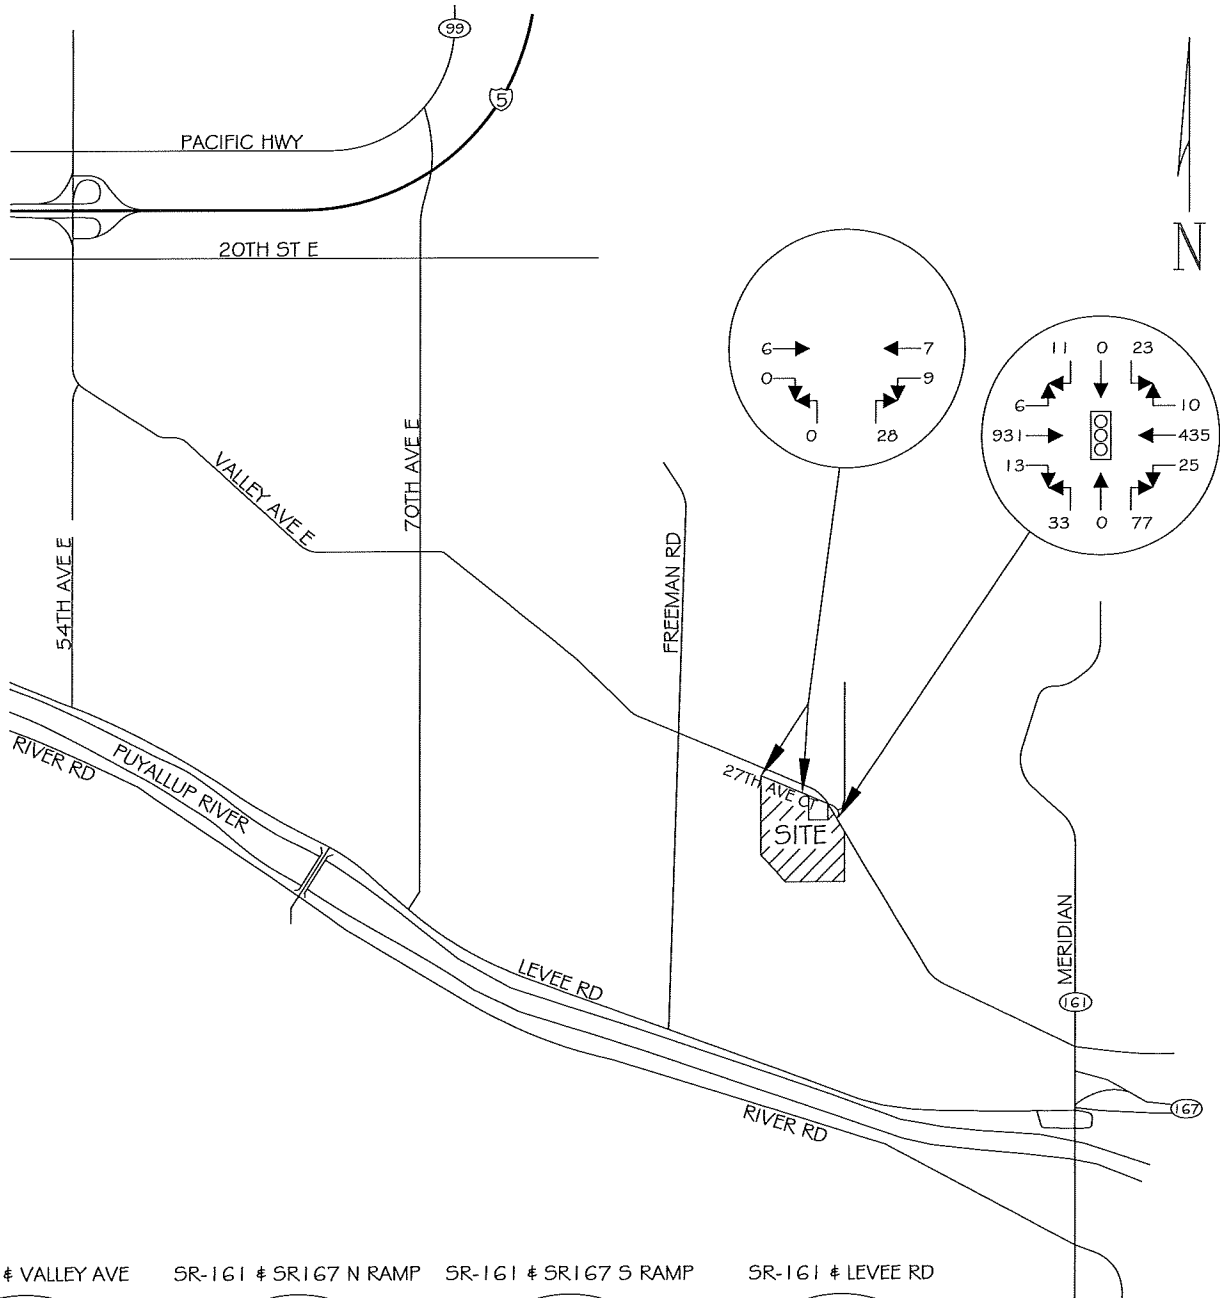 99
5
PACIFIC HWY
20TH ST E
N
6
7
0
9
0
28
11 0 23
6
10
931
435
13
25
33 0 77
VALLEY AVE E
70TH AVE E
54TH AVE E
FREEMAN RD
RIVER RD
PUYALLUP RIVER
27TH AVE CT
SITE
LEVEE RD
MERIDIAN
161
167
RIVER RD
& VALLEY AVE SR-161 & SR167 N RAMP SR-161 & SR167 S RAMP SR-161 & LEVEE RD